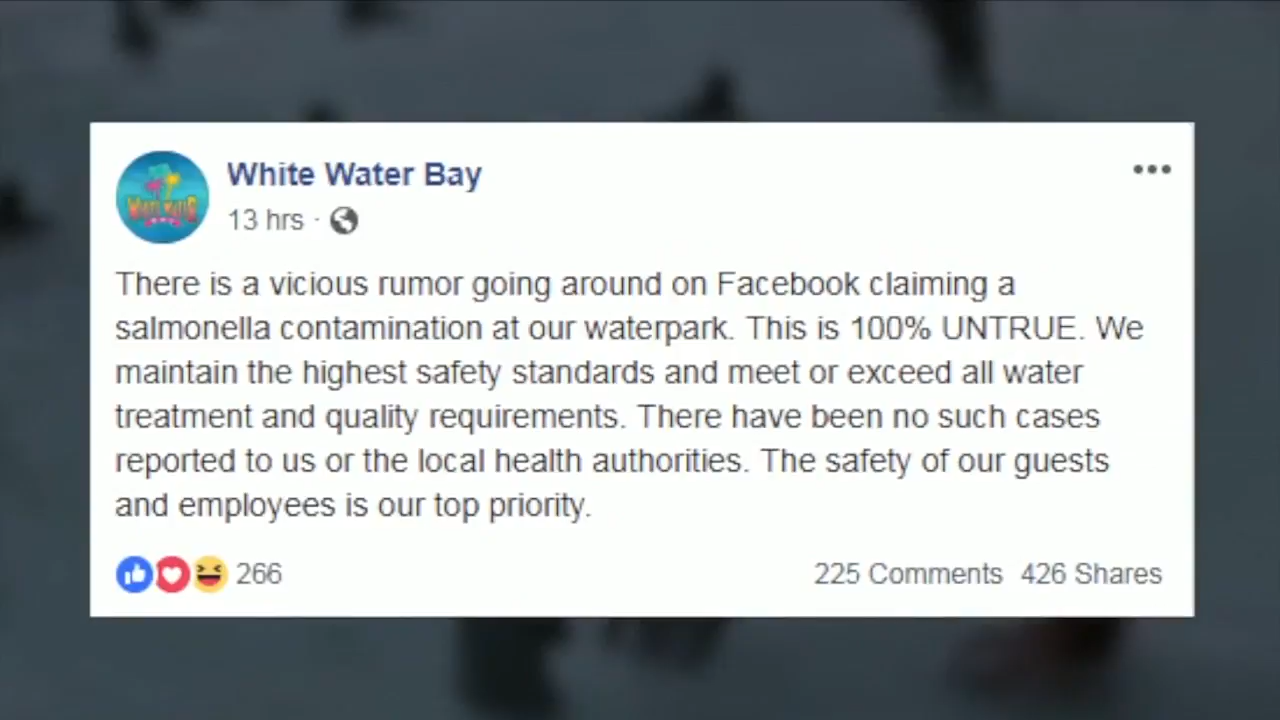 White Water Bay
13 hrs ·
There is a vicious rumor going around on Facebook claiming a
salmonella contamination at our waterpark. This is 100% UNTRUE. We
maintain the highest safety standards and meet or exceed all water
treatment and quality requirements. There have been no such cases
reported to us or the local health authorities. The safety of our guests
and employees is our top priority.
266
225 Comments 426 Shares